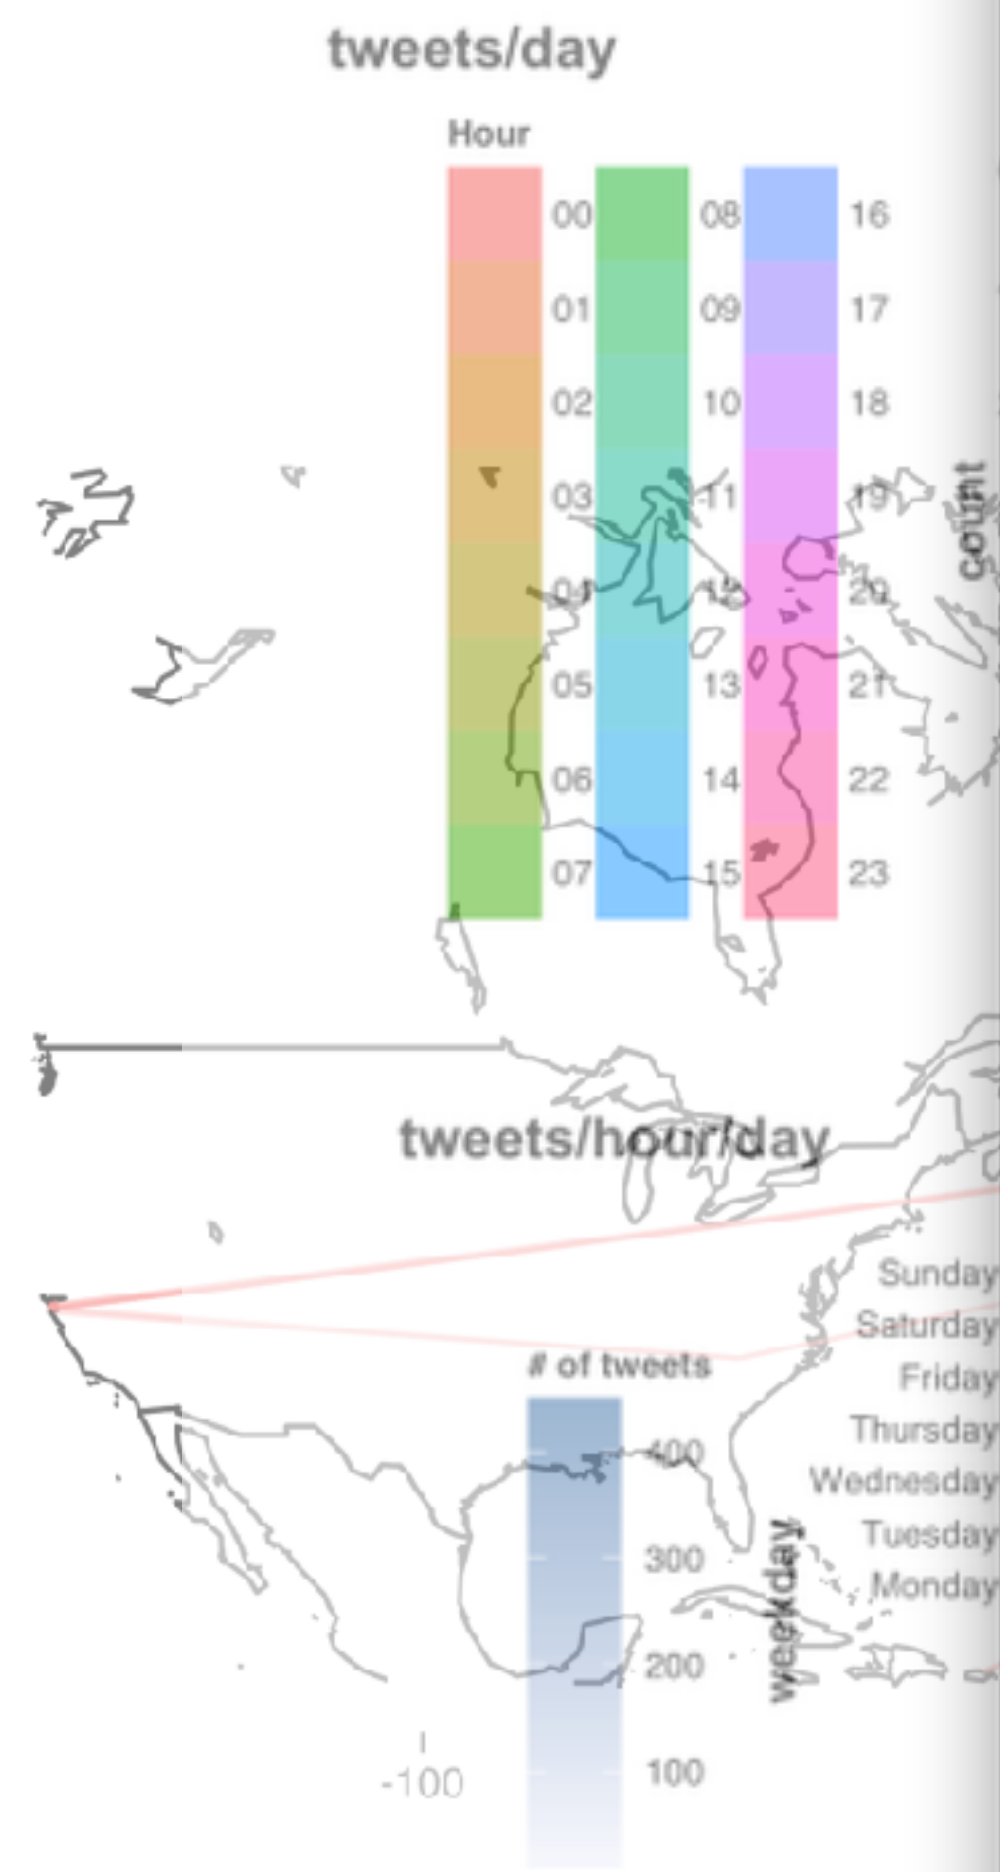 tweets/day
Hour
00 08 16
01 09 17
02 10 18
03 11 19
count
04 12 20
05 13 21
06 14 22
07 15 23
tweets/hour/day
Sunday
Saturday
# of tweets
Friday
400
Thursday
Wednesday
weekday
Tuesday
300
Monday
200
100
-100